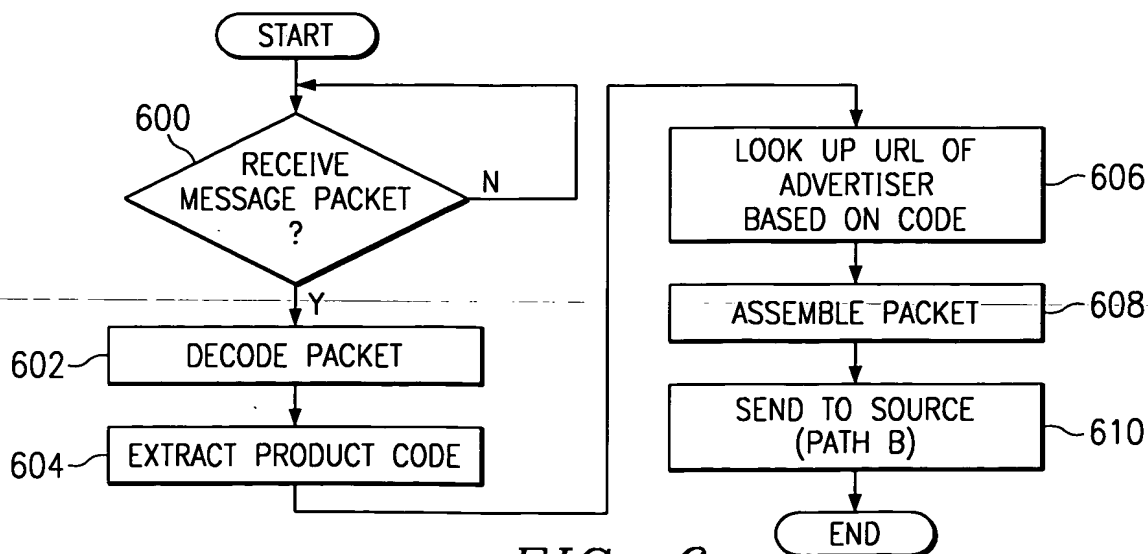 START
600
RECEIVE
MESSAGE PACKET
?
N
Y
602
DECODE PACKET
604
EXTRACT PRODUCT CODE
LOOK UP URL OF
ADVERTISER
BASED ON CODE
606
ASSEMBLE PACKET
608
SEND TO SOURCE
(PATH B)
610
END